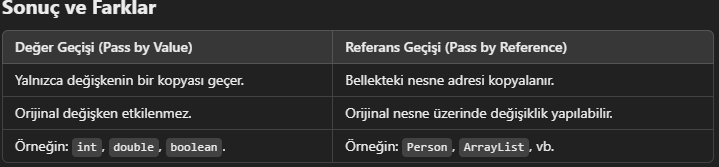 Sonuç ve Farklar
Değer Geçişi (Pass by Value) Referans Geçişi (Pass by Reference)
Yalnızca değişkenin bir kopyası geçer. Bellekteki nesne adresi kopyalanır.
Orijinal değişken etkilenmez. Orijinal nesne üzerinde değişiklik yapılabilir.
Örneğin: int, double, boolean. Örneğin: Person, ArrayList, vb.